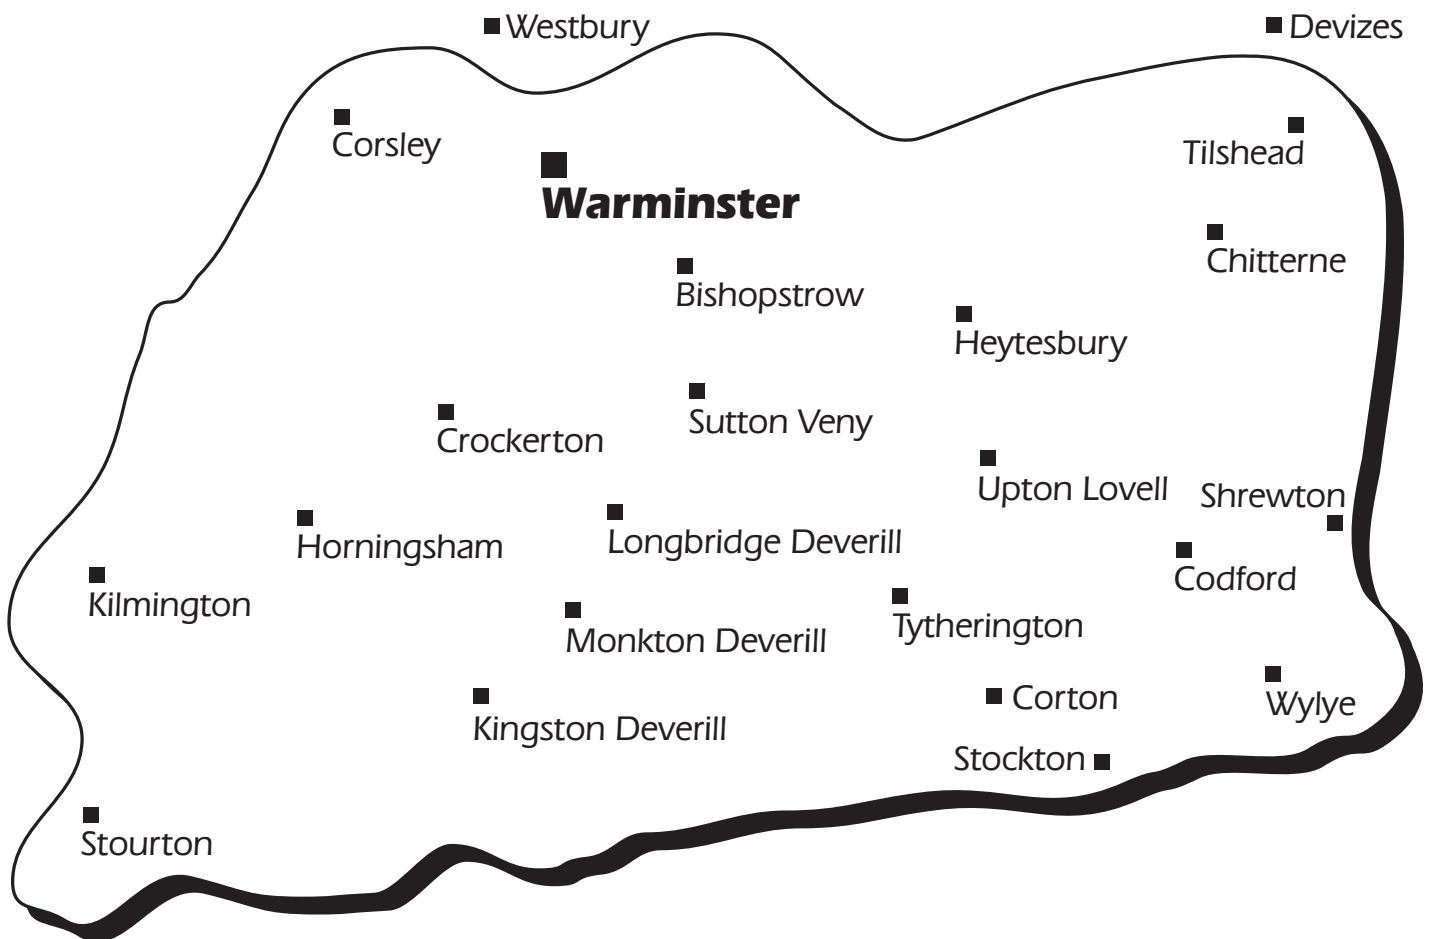 Westbury
Devizes
Corsley
Tilshead
Warminster
Chitterne
Bishopstrow
Heytesbury
Sutton Veny
Crockerton
Upton Lovell
Shrewton
Horningsham
Longbridge Deverill
Codford
Kilmington
Tytherington
Monkton Deverill
Corton
Wylye
Kingston Deverill
Stockton
Stourton